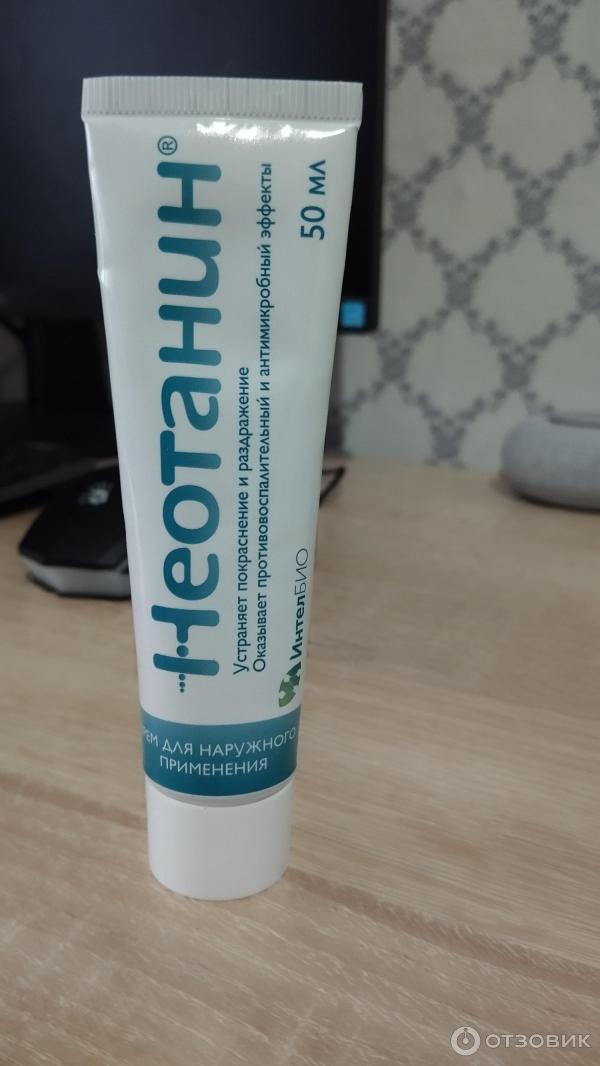 Неотанин®
Устраняет покраснение и раздражение
Оказывает противовоспалительный и антимикробный эффекты
50 мл
ИнтелБИО
ДЛЯ НАРУЖНОГО
ПРИМЕНЕНИЯ
ОТЗОВИК